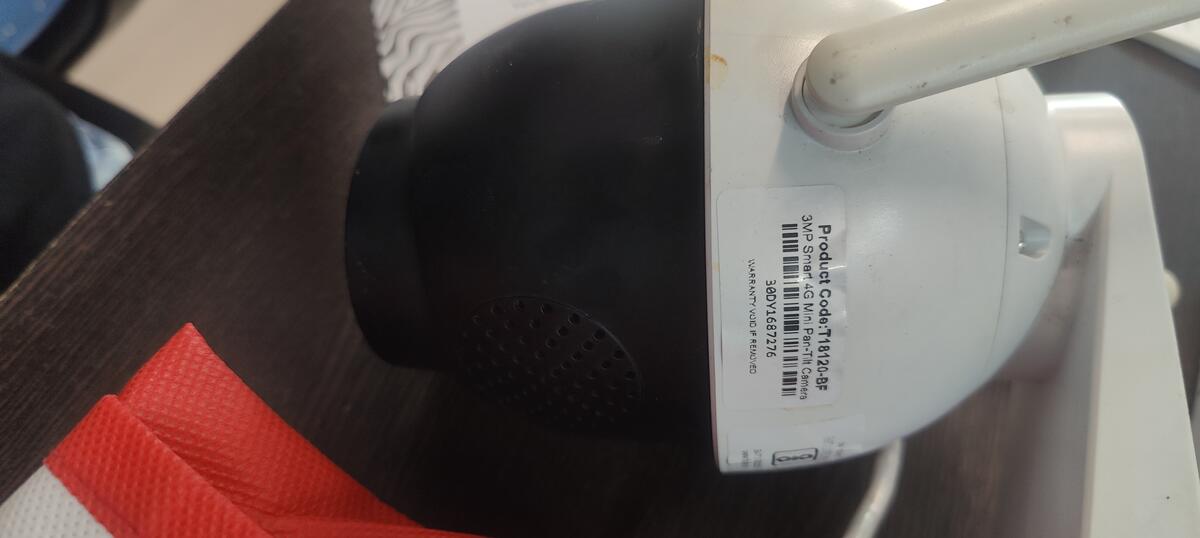 Product Code:T18120-BF
3MP Smart 4G Mini Pan-Tilt Camera
30DY1687276
WARRANTY VOID IF REMOVED